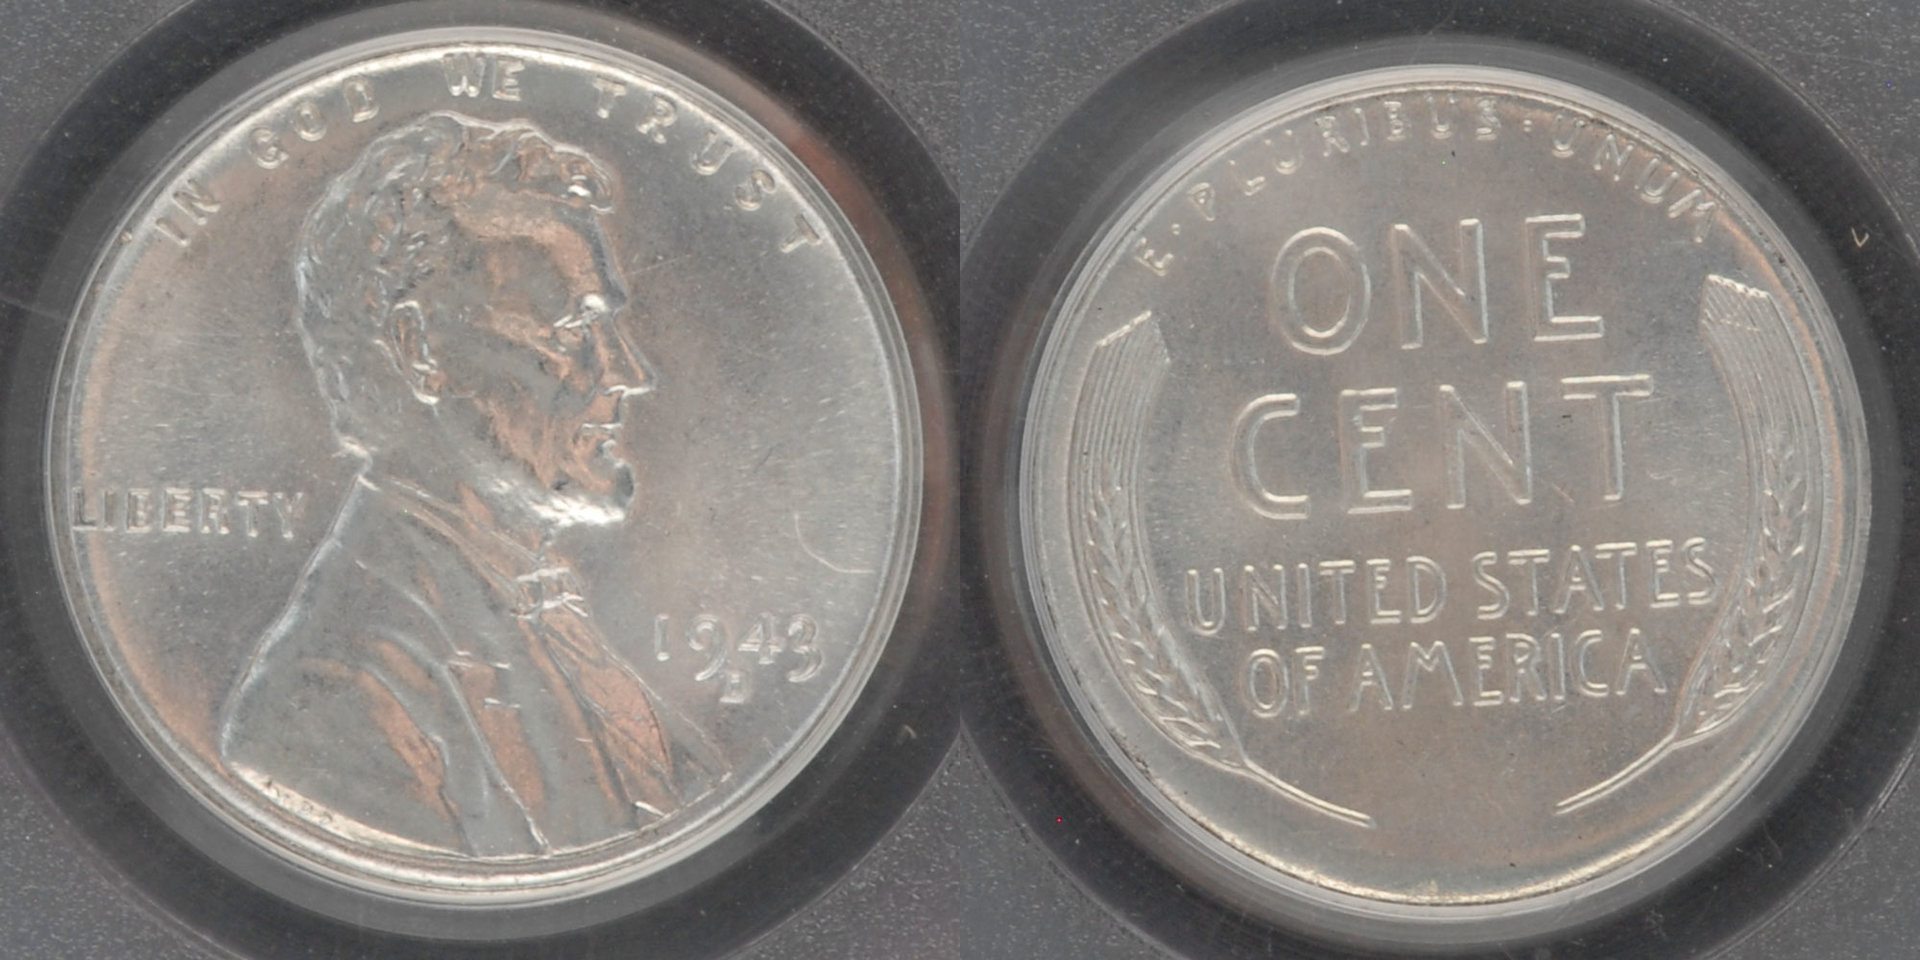 IN GOD WE TRUST
LIBERTY
1943
D
E·PLURIBUS·UNUM
ONE
CENT
UNITED STATES
OF AMERICA